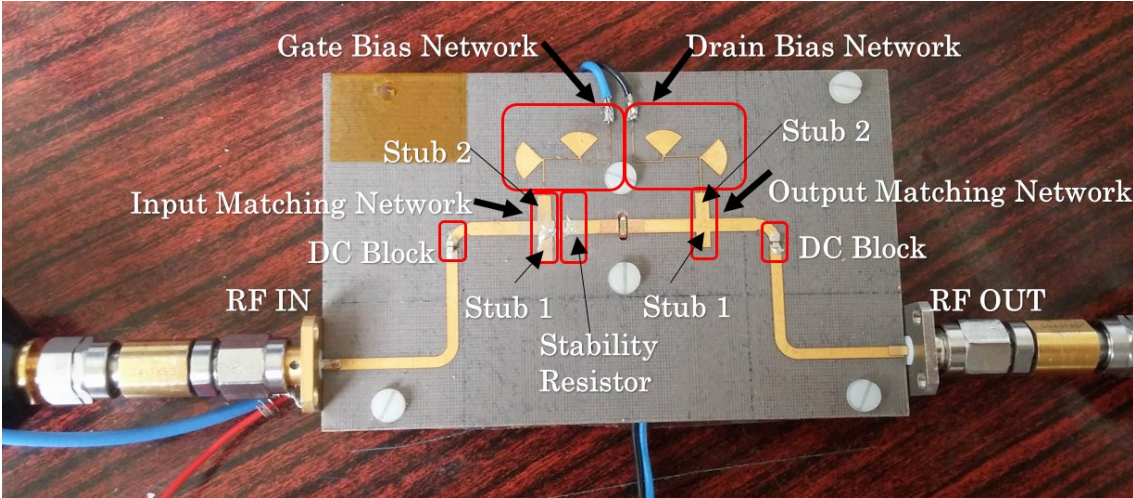 Gate Bias Network
Drain Bias Network
Stub 2
Stub 2
Input Matching Network
Output Matching Network
DC Block
DC Block
RF IN
Stub 1
Stub 1
RF OUT
Stability
Resistor